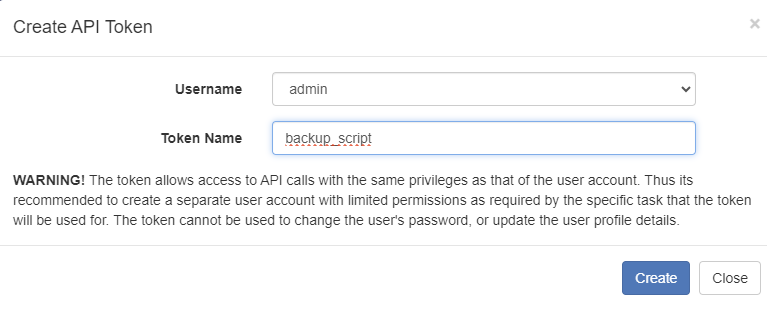 Create API Token
×
Username admin
Token Name backup_script
WARNING! The token allows access to API calls with the same privileges as that of the user account. Thus its
recommended to create a separate user account with limited permissions as required by the specific task that the token
will be used for. The token cannot be used to change the user's password, or update the user profile details.
Create Close